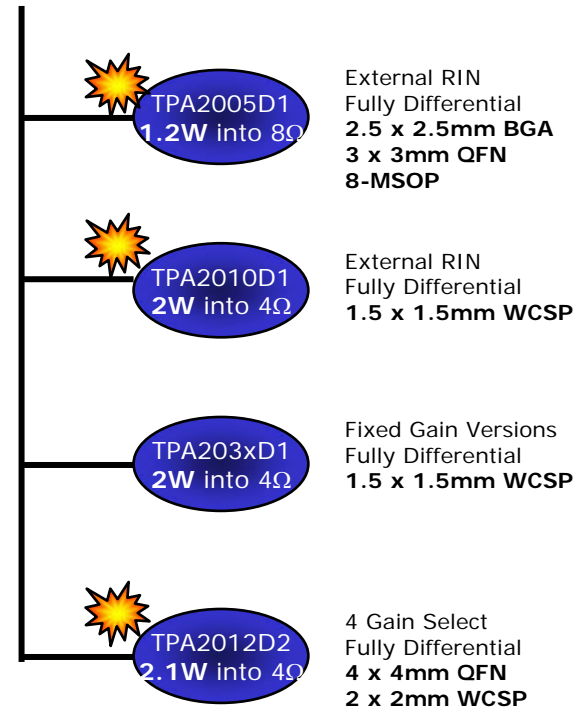 TPA2005D1
1.2W into 8Ω
External RIN
Fully Differential
2.5 x 2.5mm BGA
3 x 3mm QFN
8-MSOP
TPA2010D1
2W into 4Ω
External RIN
Fully Differential
1.5 x 1.5mm WCSP
TPA203xD1
2W into 4Ω
Fixed Gain Versions
Fully Differential
1.5 x 1.5mm WCSP
TPA2012D2
2.1W into 4Ω
4 Gain Select
Fully Differential
4 x 4mm QFN
2 x 2mm WCSP